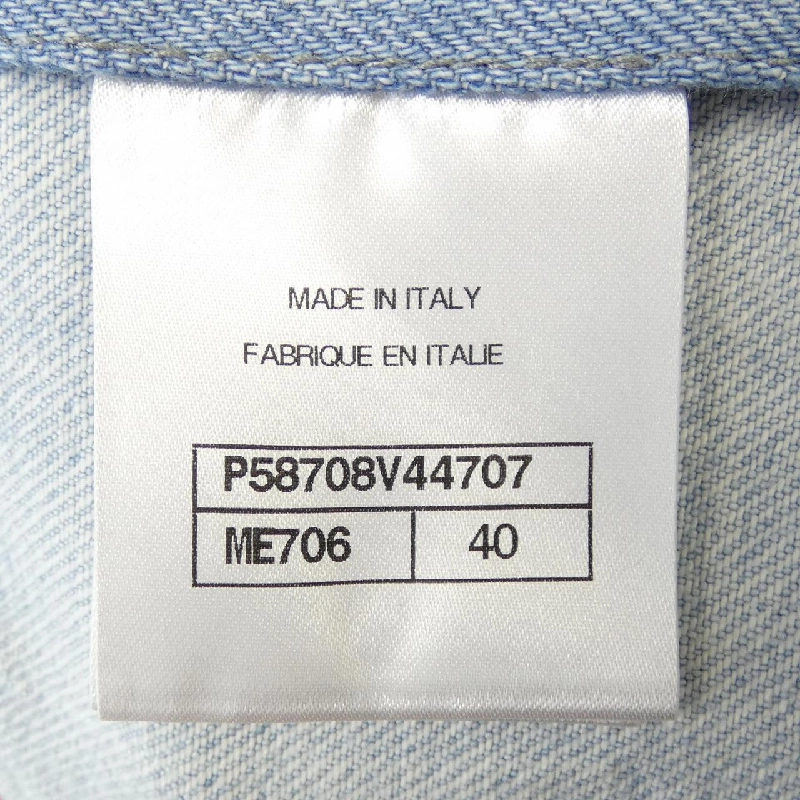 MADE IN ITALY
FABRIQUE EN ITALIE
P58708V44707
ME706 40